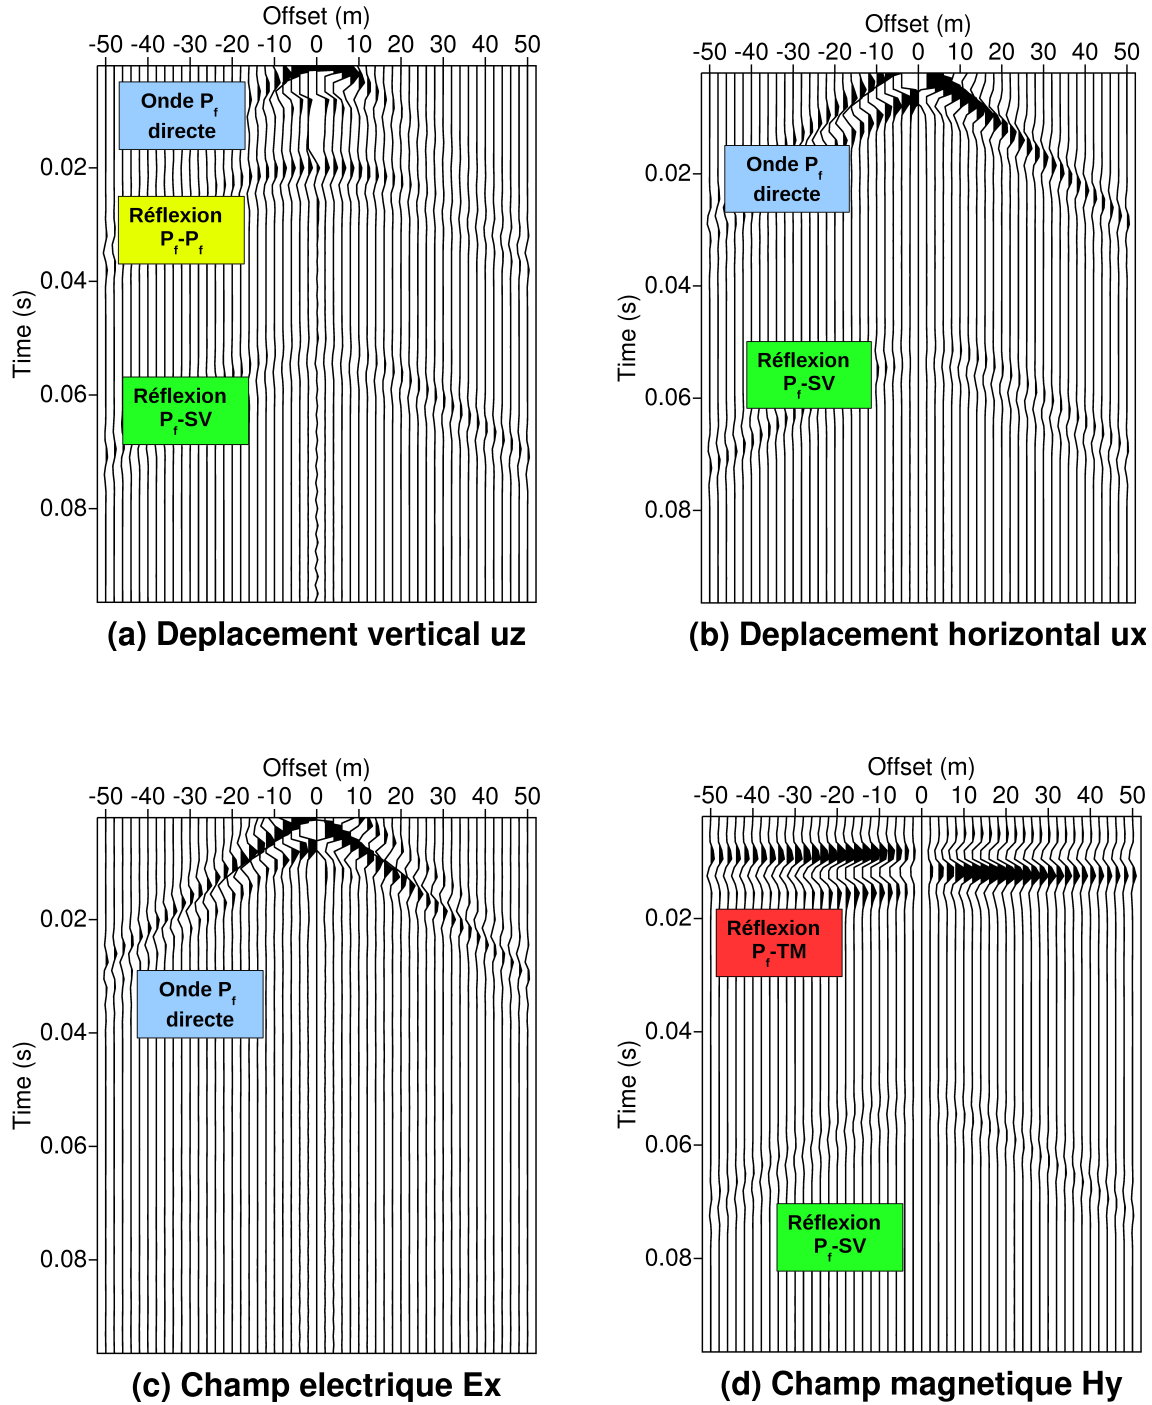 Offset (m)
-50 -40 -30 -20 -10 0 10 20 30 40 50
Time (s)
0.02
0.04
0.06
0.08
Onde Pf
directe
Réflexion
Pf-Pf
Réflexion
Pf-SV
(a) Deplacement vertical uz
Offset (m)
-50 -40 -30 -20 -10 0 10 20 30 40 50
Time (s)
0.02
0.04
0.06
0.08
Onde Pf
directe
Réflexion
Pf-SV
(b) Deplacement horizontal ux
Offset (m)
-50 -40 -30 -20 -10 0 10 20 30 40 50
Time (s)
0.02
0.04
0.06
0.08
Onde Pf
directe
(c) Champ electrique Ex
Offset (m)
-50 -40 -30 -20 -10 0 10 20 30 40 50
Time (s)
0.02
0.04
0.06
0.08
Réflexion
Pf-TM
Réflexion
Pf-SV
(d) Champ magnetique Hy